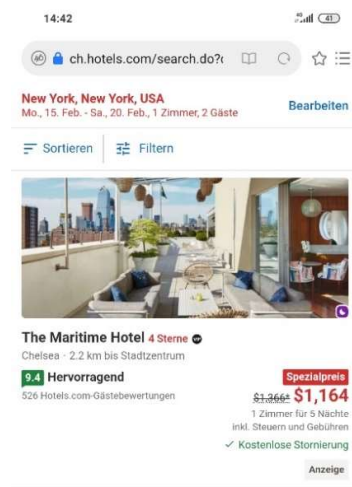 14:42
4G 41
ch.hotels.com/search.do?
New York, New York, USA
Mo., 15. Feb. - Sa., 20. Feb., 1 Zimmer, 2 Gäste
Bearbeiten
Sortieren
Filtern
The Maritime Hotel 4 Sterne
Chelsea · 2.2 km bis Stadtzentrum
9.4 Hervorragend
526 Hotels.com-Gästebewertungen
Spezialpreis
$1,366* $1,164
1 Zimmer für 5 Nächte
inkl. Steuern und Gebühren
✓ Kostenlose Stornierung
Anzeige